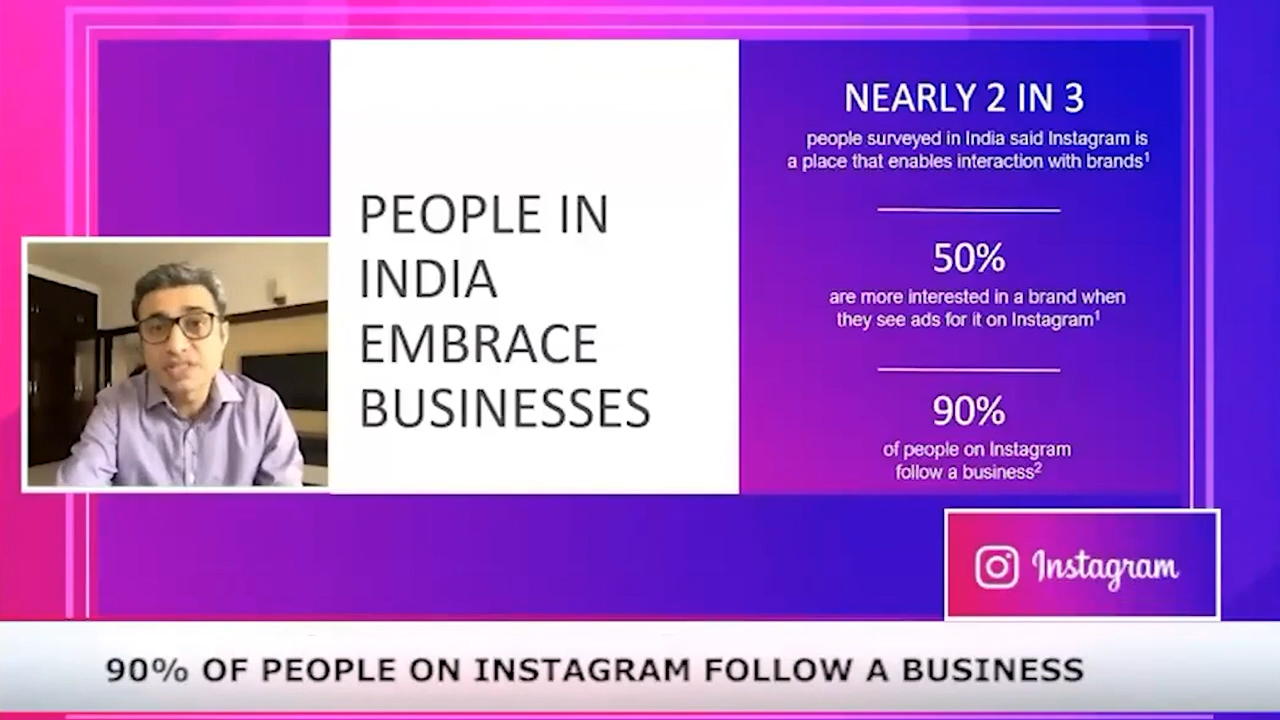 PEOPLE IN
INDIA
EMBRACE
BUSINESSES
NEARLY 2 IN 3
people surveyed in India said Instagram is
a place that enables interaction with brands¹
50%
are more interested in a brand when
they see ads for it on Instagram¹
90%
of people on Instagram
follow a business²
Instagram
90% OF PEOPLE ON INSTAGRAM FOLLOW A BUSINESS